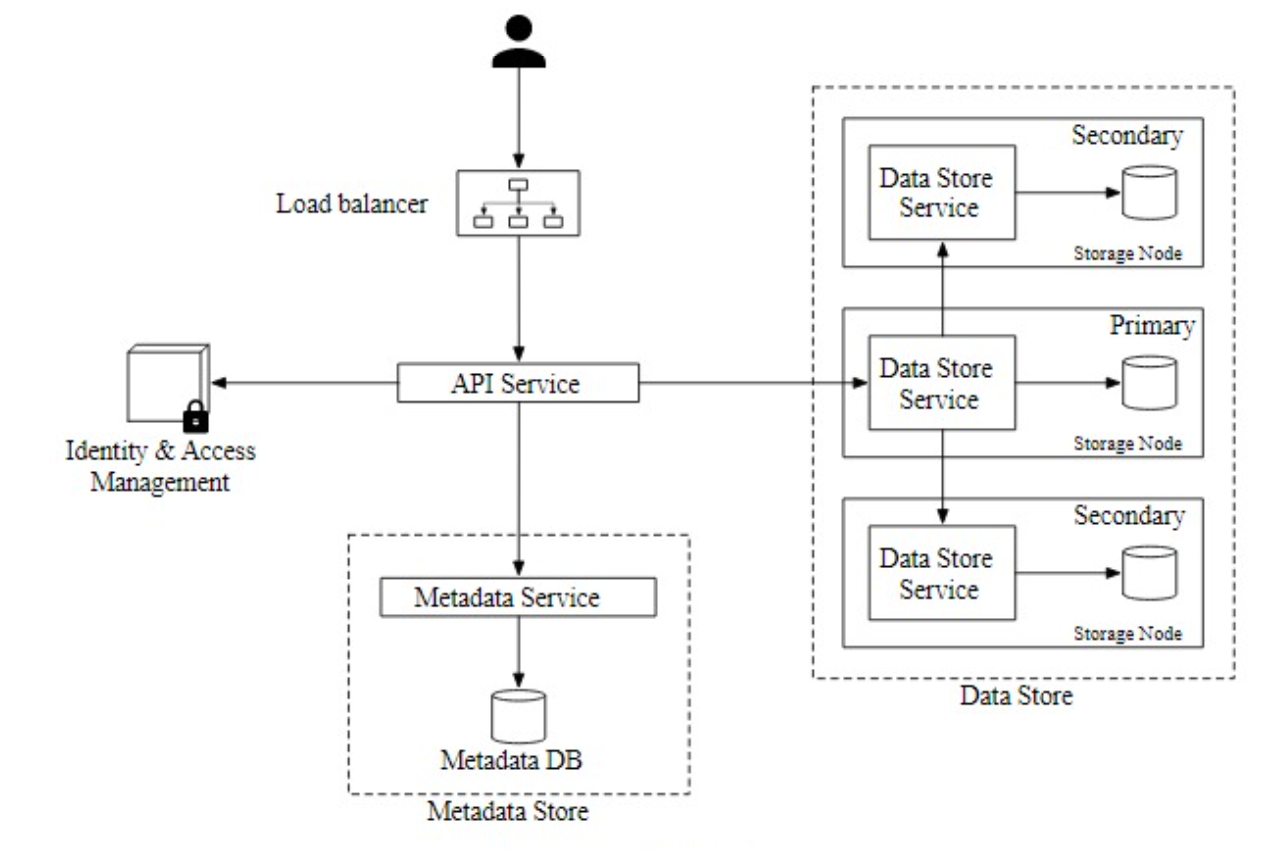 Load balancer
API Service
Identity & Access
Management
Metadata Service
Metadata DB
Metadata Store
Secondary
Data Store
Service
Storage Node
Primary
Data Store
Service
Storage Node
Secondary
Data Store
Service
Storage Node
Data Store